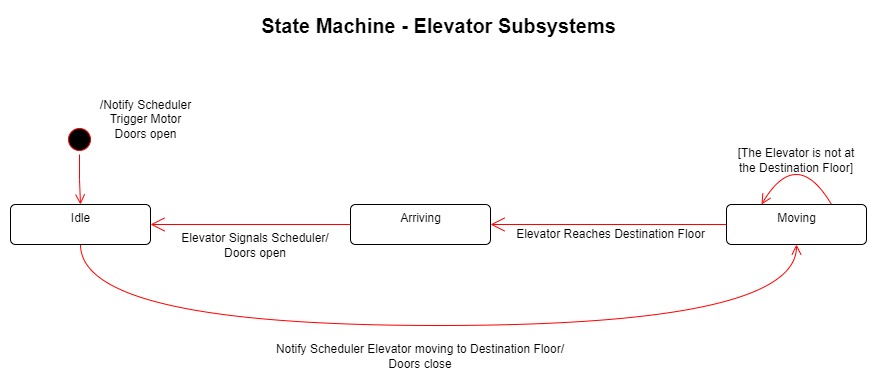 State Machine - Elevator Subsystems
/Notify Scheduler
Trigger Motor
Doors open
[The Elevator is not at
the Destination Floor]
Idle
Arriving
Moving
Elevator Signals Scheduler/
Doors open
Elevator Reaches Destination Floor
Notify Scheduler Elevator moving to Destination Floor/
Doors close